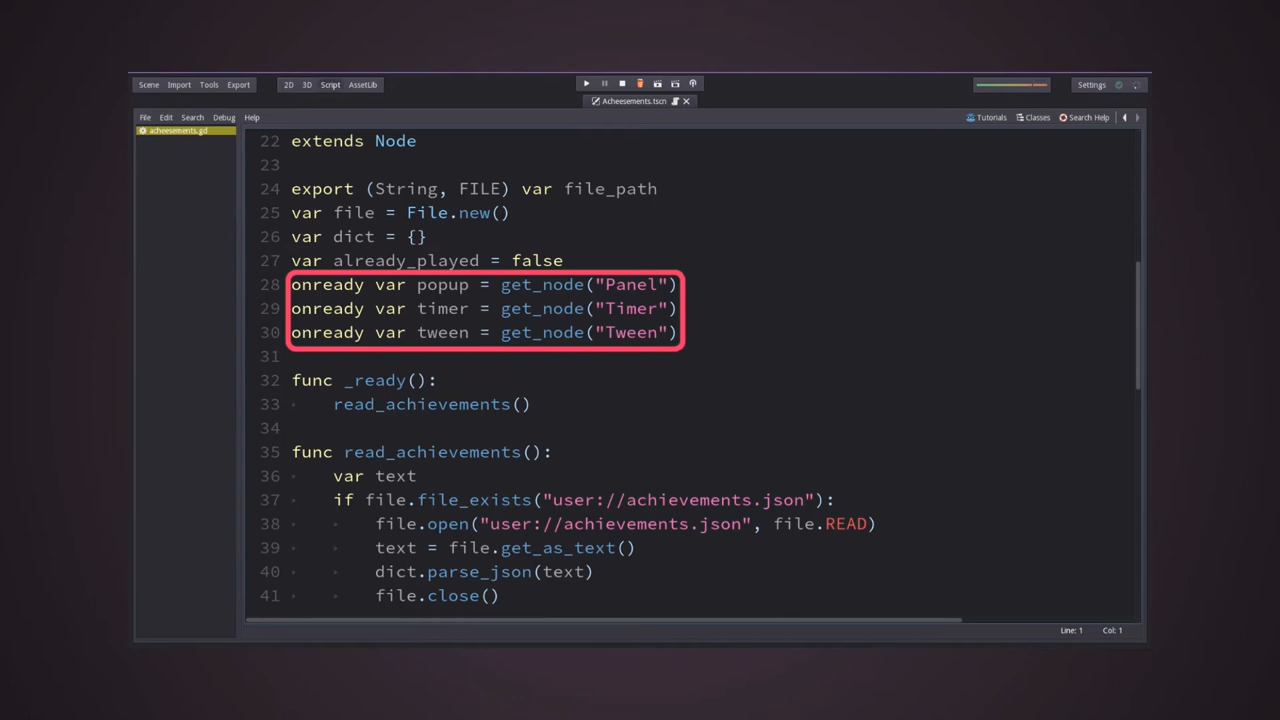 Scene Import Tools Export 2D 3D Script AssetLib Settings
Acheesements.tscn
File Edit Search Debug Help Tutorials Classes Search Help
acheesements.gd
22 extends Node
23
24 export (String, FILE) var file_path
25 var file = File.new()
26 var dict = {}
27 var already_played = false
28 onready var popup = get_node("Panel")
29 onready var timer = get_node("Timer")
30 onready var tween = get_node("Tween")
31
32 func _ready():
33 read_achievements()
34
35 func read_achievements():
36 var text
37 if file.file_exists("user://achievements.json"):
38 file.open("user://achievements.json", file.READ)
39 text = file.get_as_text()
40 dict.parse_json(text)
41 file.close()
Line: 1 Col: 1